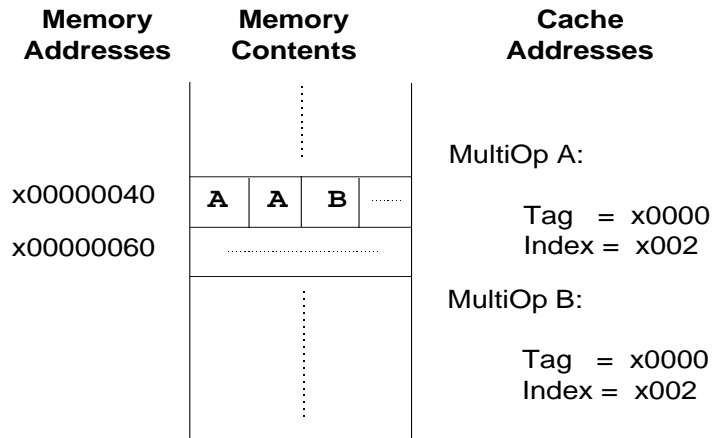 Memory Addresses
Memory Contents
Cache Addresses
x00000040
A A B
x00000060
MultiOp A:
Tag = x0000
Index = x002
MultiOp B:
Tag = x0000
Index = x002